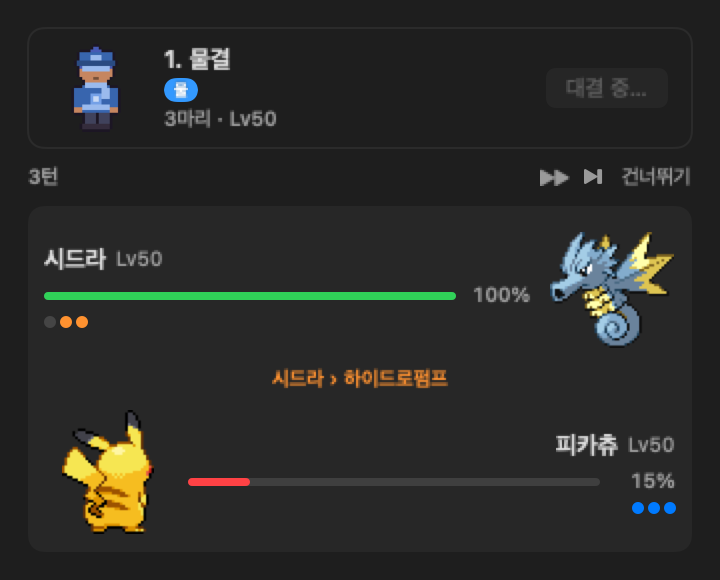 1. 물결
물
3마리 · Lv50
대결 중...
3턴
건너뛰기
시드라 Lv50
100%
시드라 › 하이드로펌프
피카츄 Lv50
15%